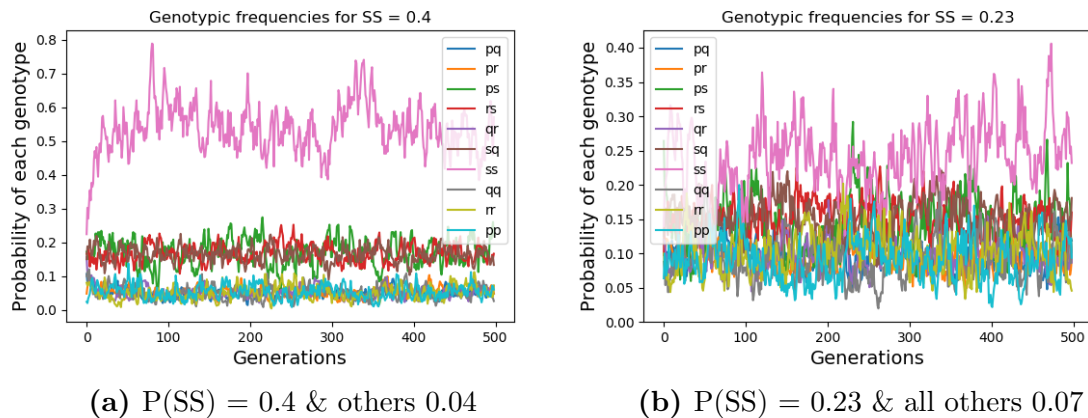 Genotypic frequencies for SS = 0.4
Probability of each genotype
0.8
0.7
0.6
0.5
0.4
0.3
0.2
0.1
0.0
pq
pr
ps
rs
qr
sq
ss
qq
rr
pp
0
100
200
300
400
500
Generations
(a) P(SS) = 0.4 & others 0.04
Genotypic frequencies for SS = 0.23
Probability of each genotype
0.40
0.35
0.30
0.25
0.20
0.15
0.10
0.05
0.00
pq
pr
ps
rs
qr
sq
ss
qq
rr
pp
0
100
200
300
400
500
Generations
(b) P(SS) = 0.23 & all others 0.07